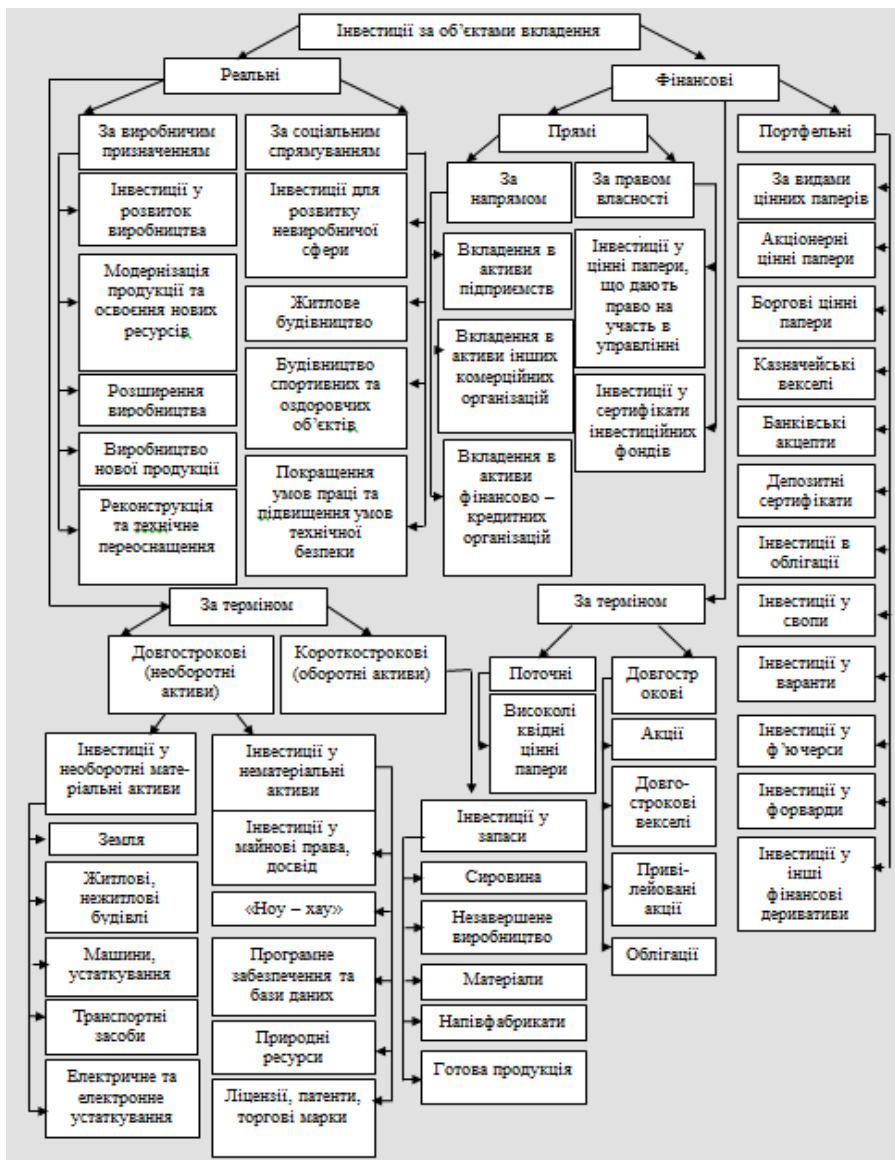 Інвестиції за об’єктами вкладення
Реальні
Фінансові
За виробничим
призначенням
Інвестиції у
розвиток
виробництва
Модернізація
продукції та
освоєння нових
ресурсів
Розширення
виробництва
Виробництво
нової продукції
Реконструкція
та технічне
переоснащення
За соціальним
спрямуванням
Інвестиції для
розвитку
невиробничої
сфери
Житлове
будівництво
Будівництво
спортивних та
оздоровчих
об’єктів
Покращення
умов праці та
підвищення умов
технічної
безпеки
Прямі
За
напрямом
Вкладення в
активи
підприємств
Вкладення в
активи інших
комерційних
організацій
Вкладення в
активи
фінансово –
кредитних
організацій
За правом
власності
Інвестиції у
цінні папери,
що дають
право на
участь в
управлінні
Інвестиції у
сертифікати
інвестиційних
фондів
Портфельні
За видами
цінних паперів
Акціонерні
цінні папери
Боргові цінні
папери
Казначейські
векселі
Банківські
акцепти
Депозитні
сертифікати
Інвестиції в
облігації
Інвестиції у
свопи
Інвестиції у
варанти
Інвестиції у
ф’ючерси
Інвестиції у
форварди
Інвестиції у
інші
фінансові
деривативи
За терміном
Довгострокові
(необоротні
активи)
Короткострокові
(оборотні активи)
Інвестиції у
необоротні мате-
ріальні активи
Земля
Житлові,
нежитлові
будівлі
Машини,
устаткування
Транспортні
засоби
Електричне та
електронне
устаткування
Інвестиції у
нематеріальні
активи
Інвестиції у
майнові права,
досвід
«Ноу – хау»
Програмне
забезпечення та
бази даних
Природні
ресурси
Ліцензії, патенти,
торгові марки
Інвестиції у
запаси
Сировина
Незавершене
виробництво
Матеріали
Напівфабрикати
Готова продукція
За терміном
Поточні
Високолі
квідні
цінні
папери
Довгостр
окові
Акції
Довго-
строкові
векселі
Приві-
лейовані
акції
Облігації